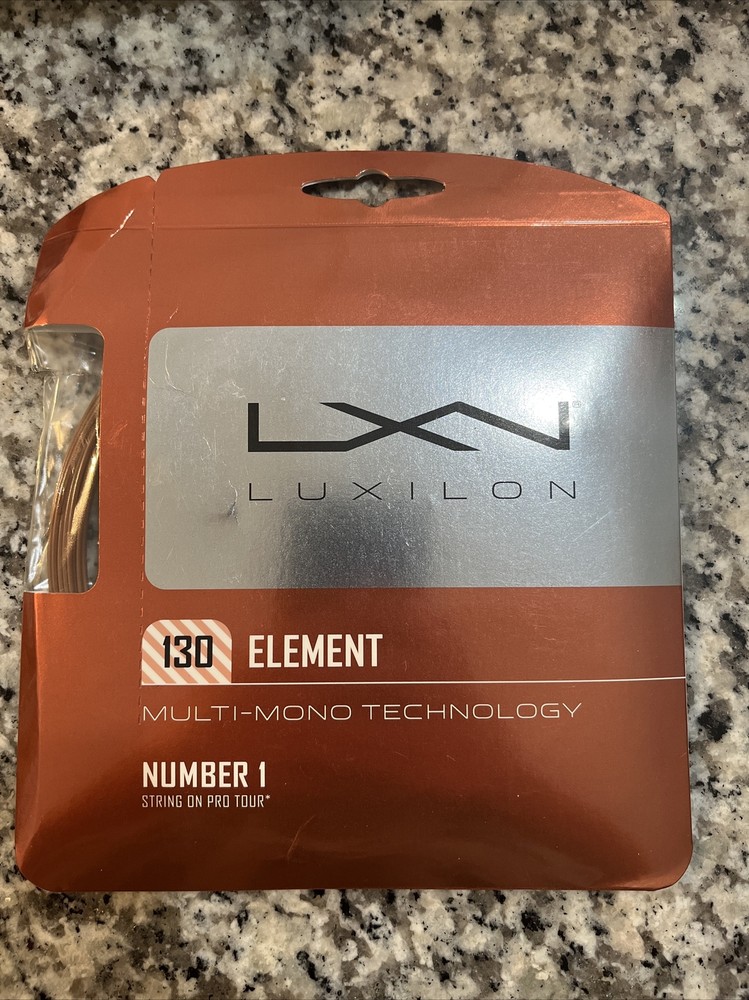 LXN®
LUXILON
130 ELEMENT
MULTI-MONO TECHNOLOGY
NUMBER 1
STRING ON PRO TOUR*